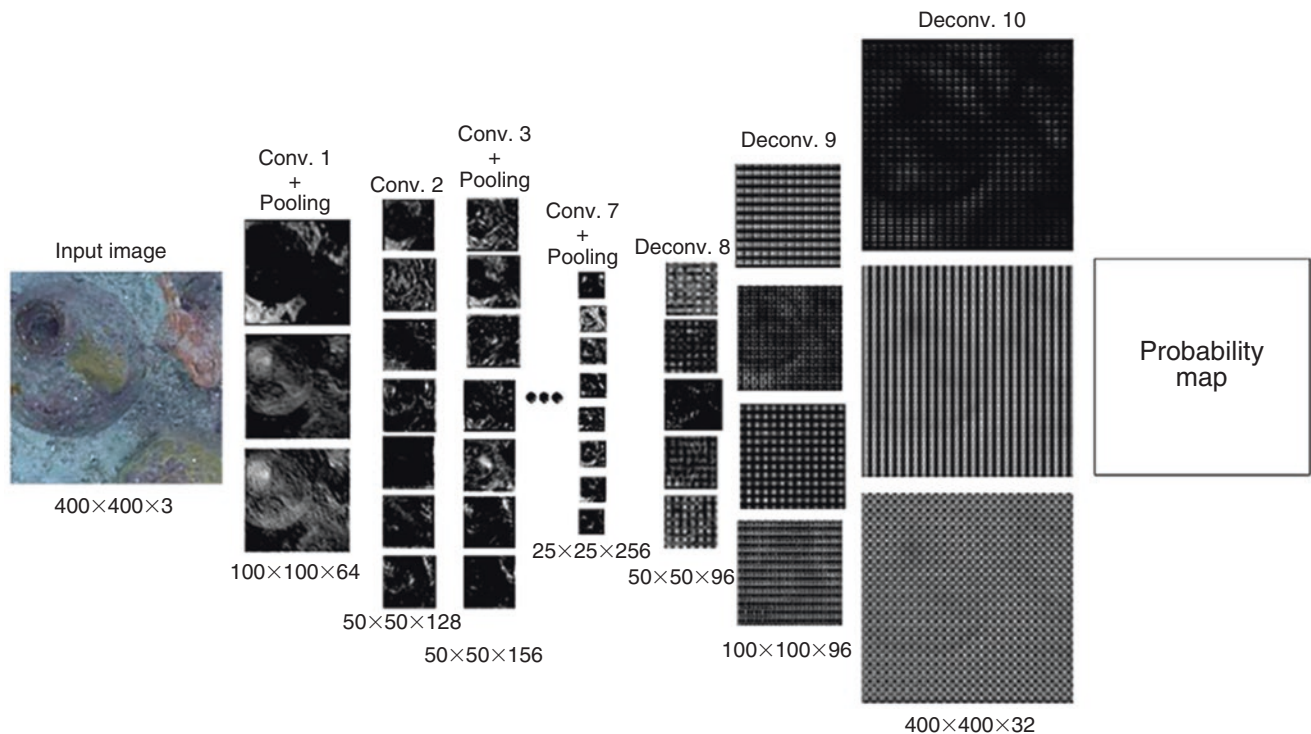 Input image
400×400×3
Conv. 1
+
Pooling
100×100×64
Conv. 2
50×50×128
Conv. 3
+
Pooling
50×50×156
Conv. 7
+
Pooling
25×25×256
Deconv. 8
50×50×96
Deconv. 9
100×100×96
Deconv. 10
400×400×32
Probability
map